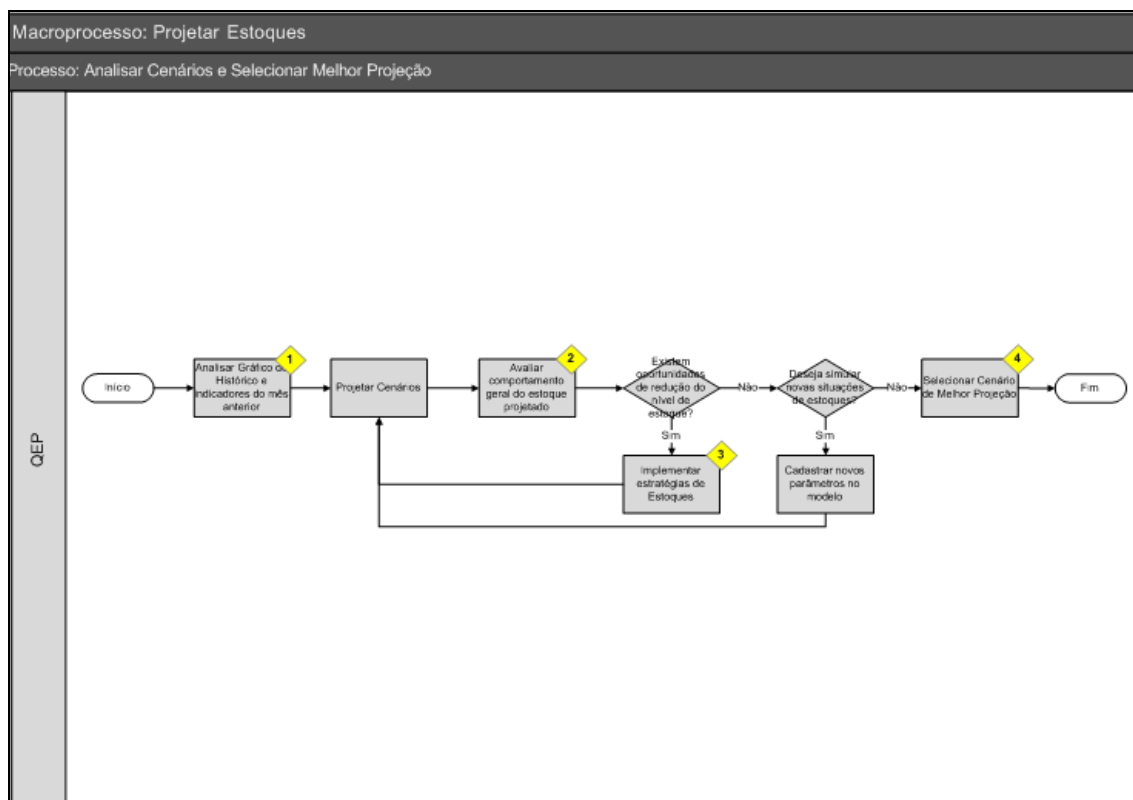 Macroprocesso: Projetar Estoques
Processo: Analisar Cenários e Selecionar Melhor Projeção
QEP
Início
Analisar Gráfico
Histórico e
indicadores do mês
anterior
1
Projetar Cenários
Avaliar
comportamento
geral do estoque
projetado
2
Existem
oportunidades
de redução do
nível de
estoque?
Não
Sim
Implementar
estratégias de
Estoques
3
Deseja simular
novas situações
de estoques?
Não
Sim
Cadastrar novos
parâmetros no
modelo
Selecionar Cenário
de Melhor Projeção
4
Fim